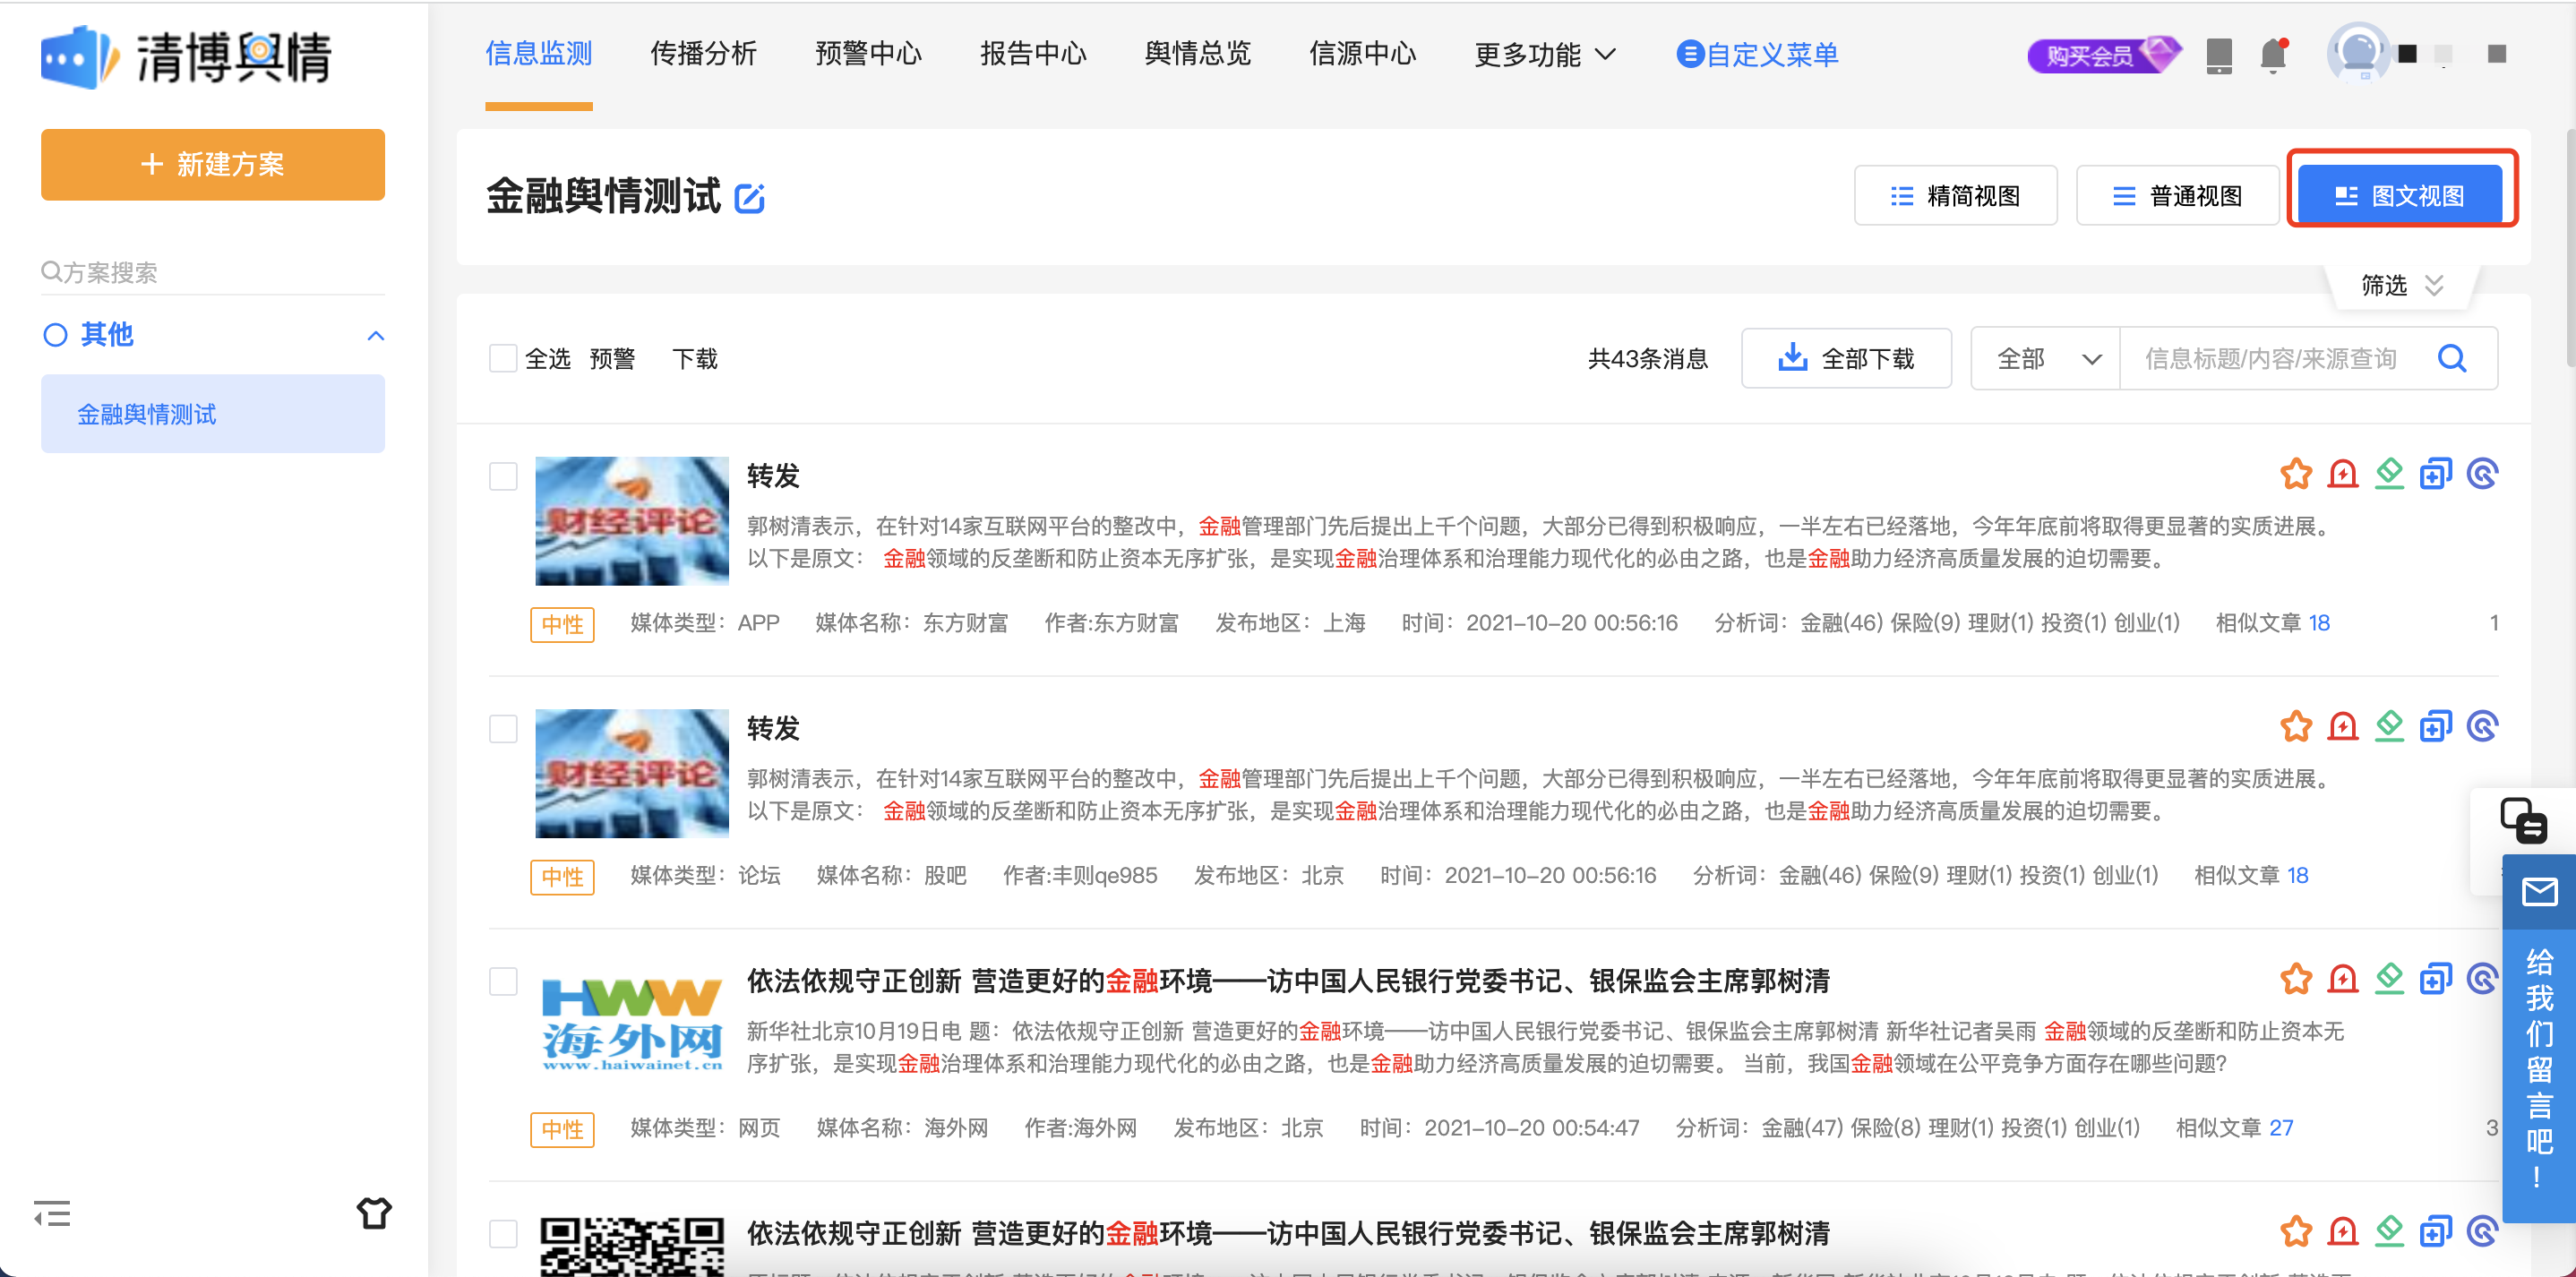 清博舆情
信息监测 传播分析 预警中心 报告中心 舆情总览 信源中心 更多功能 自定义菜单 购买会员
+ 新建方案
方案搜索
其他
金融舆情测试
金融舆情测试 精简视图 普通视图 图文视图
筛选
全选 预警 下载 共43条消息 全部下载 全部 信息标题/内容/来源查询
财经评论
转发
郭树清表示，在针对14家互联网平台的整改中，金融管理部门先后提出上千个问题，大部分已得到积极响应，一半左右已经落地，今年年底前将取得更显著的实质进展。
以下是原文： 金融领域的反垄断和防止资本无序扩张，是实现金融治理体系和治理能力现代化的必由之路，也是金融助力经济高质量发展的迫切需要。
中性 媒体类型：APP 媒体名称：东方财富 作者:东方财富 发布地区：上海 时间：2021-10-20 00:56:16 分析词：金融(46) 保险(9) 理财(1) 投资(1) 创业(1) 相似文章 18 1
财经评论
转发
郭树清表示，在针对14家互联网平台的整改中，金融管理部门先后提出上千个问题，大部分已得到积极响应，一半左右已经落地，今年年底前将取得更显著的实质进展。
以下是原文： 金融领域的反垄断和防止资本无序扩张，是实现金融治理体系和治理能力现代化的必由之路，也是金融助力经济高质量发展的迫切需要。
中性 媒体类型：论坛 媒体名称：股吧 作者:丰则qe985 发布地区：北京 时间：2021-10-20 00:56:16 分析词：金融(46) 保险(9) 理财(1) 投资(1) 创业(1) 相似文章 18
HWW
海外网
www.haiwainet.cn
依法依规守正创新 营造更好的金融环境——访中国人民银行党委书记、银保监会主席郭树清
新华社北京10月19日电 题：依法依规守正创新 营造更好的金融环境——访中国人民银行党委书记、银保监会主席郭树清 新华社记者吴雨 金融领域的反垄断和防止资本无
序扩张，是实现金融治理体系和治理能力现代化的必由之路，也是金融助力经济高质量发展的迫切需要。 当前，我国金融领域在公平竞争方面存在哪些问题?
中性 媒体类型：网页 媒体名称：海外网 作者:海外网 发布地区：北京 时间：2021-10-20 00:54:47 分析词：金融(47) 保险(8) 理财(1) 投资(1) 创业(1) 相似文章 27 3
依法依规守正创新 营造更好的金融环境——访中国人民银行党委书记、银保监会主席郭树清
给我们留言吧！